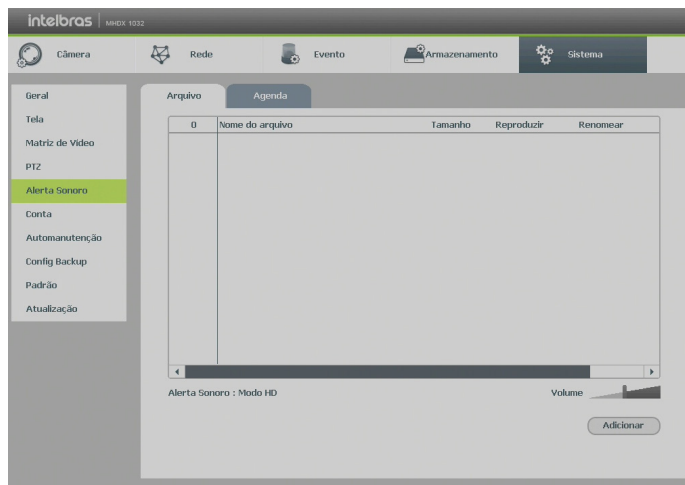 intelbras | MHDX 1032
Câmera Rede Evento Armazenamento Sistema
Geral
Tela
Matriz de Vídeo
PTZ
Alerta Sonoro
Conta
Automanutenção
Config Backup
Padrão
Atualização
Arquivo Agenda
0 Nome do arquivo Tamanho Reproduzir Renomear
Alerta Sonoro : Modo HD Volume
Adicionar